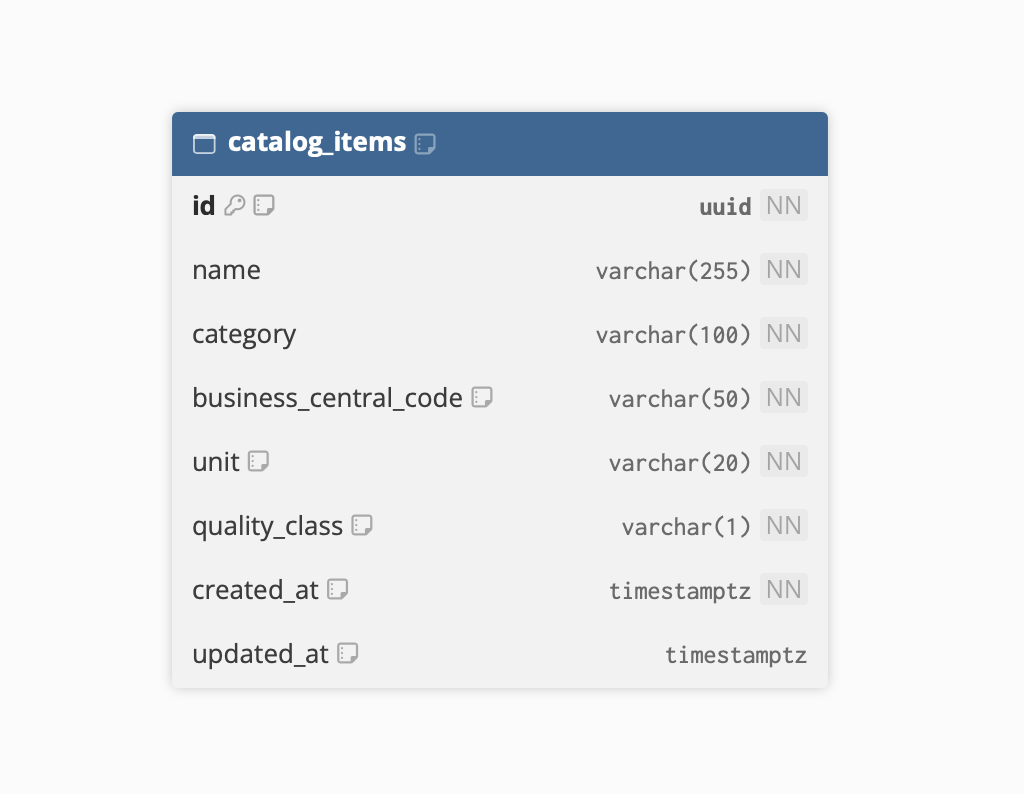 catalog_items
id uuid NN
name varchar(255) NN
category varchar(100) NN
business_central_code varchar(50) NN
unit varchar(20) NN
quality_class varchar(1) NN
created_at timestamptz NN
updated_at timestamptz